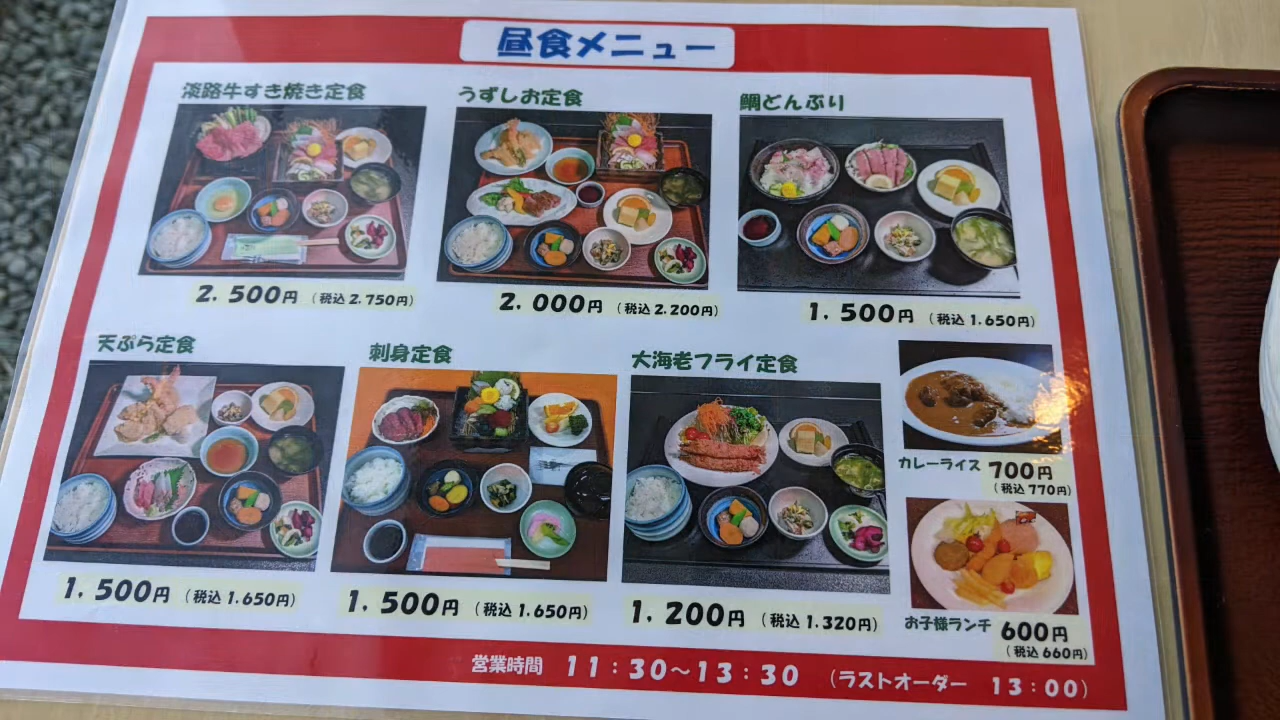 昼食メニュー
淡路牛すき焼き定食
うずしお定食
鯛どんぶり
2.500円 (税込2.750円)
2.000円 (税込2.200円)
1.500円 (税込1.650円)
天ぷら定食
刺身定食
大海老フライ定食
カレーライス 700円
(税込770円)
1.500円 (税込1.650円)
1.500円 (税込1.650円)
1.200円 (税込1.320円)
お子様ランチ 600円
(税込660円)
営業時間 11:30〜13:30 (ラストオーダー 13:00)